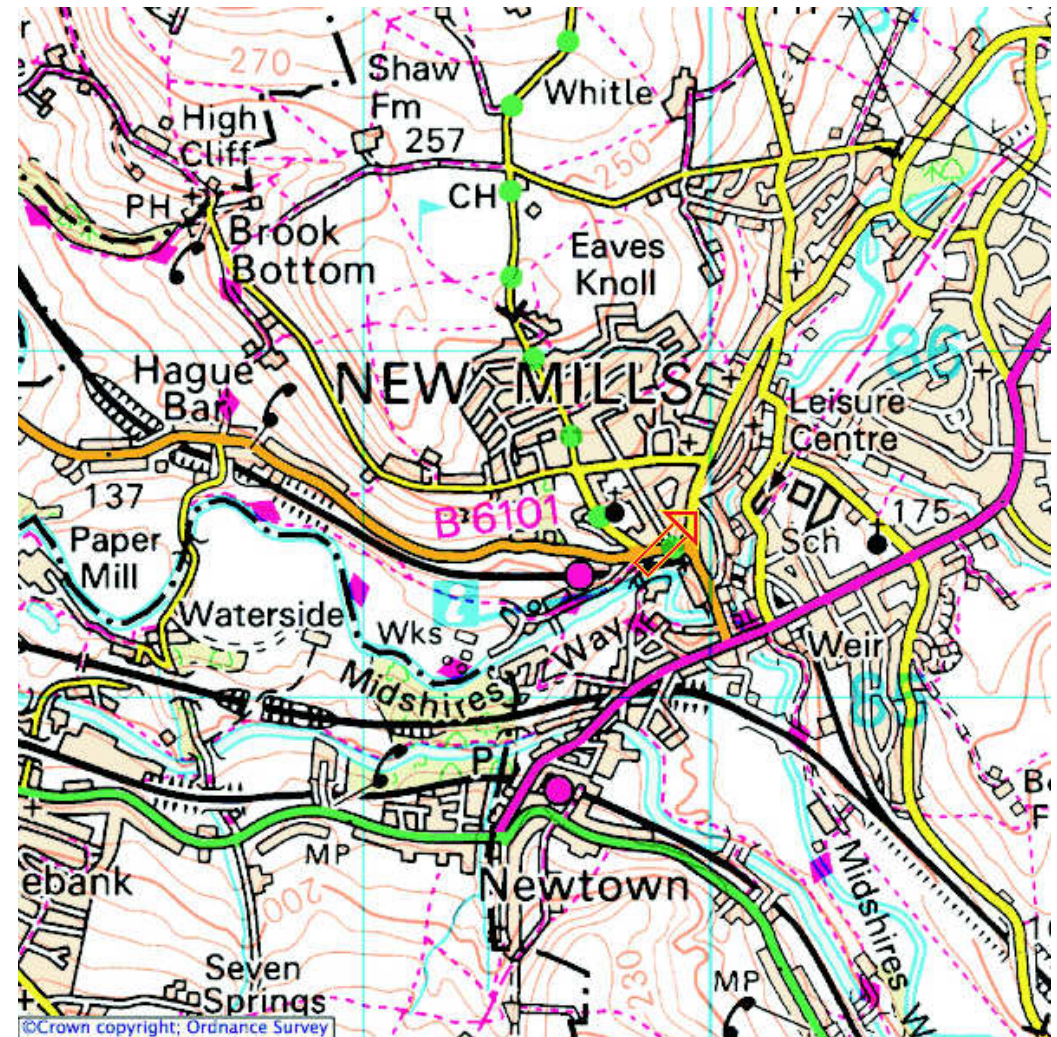 270
Shaw
Fm
Whitle
High
Cliff
257
250
PH
CH
Brook
Bottom
Eaves
Knoll
86
Hague
Bar
NEW MILLS
Leisure
Centre
137
B 6101
175
Paper
Mill
Sch
Waterside
Wks
Way
Weir
Midshires
P
MP
ebank
Newtown
200
Midshires
230
Seven
Springs
MP
W
©Crown copyright; Ordnance Survey